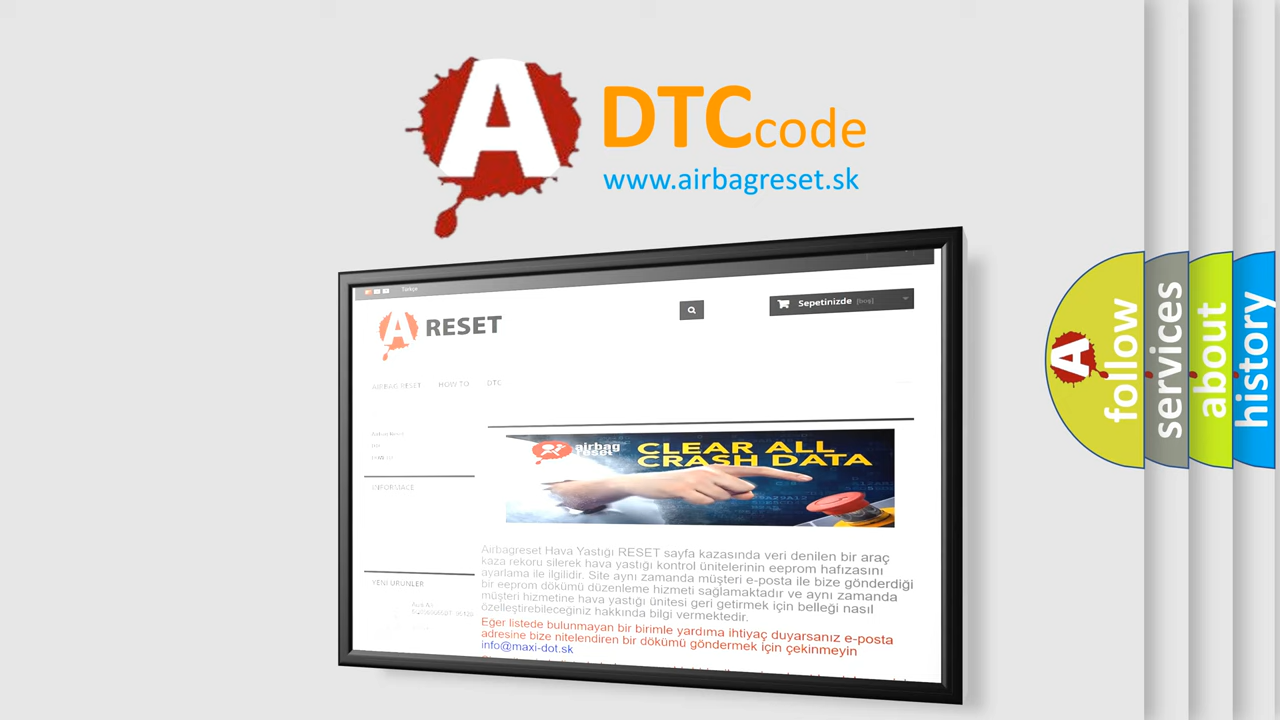 A DTCcode
www.airbagreset.sk
Türkçe
A RESET
Sepetinizde [boş]
AIRBAG RESET HOW TO DTC
INFORMACE
airbag reset
CLEAR ALL
CRASH DATA
Airbagreset Hava Yastığı RESET sayfa kazasında veri denilen bir araç
kaza rekoru silerek hava yastığı kontrol ünitelerinin eeprom hafızasını
ayarlama ile ilgilidir. Site aynı zamanda müşteri e-posta ile bize gönderdiği
bir eeprom dökümü düzenleme hizmeti sağlamaktadır ve aynı zamanda
müşteri hizmetine hava yastığı ünitesi geri getirmek için belleği nasıl
özelleştirebileceğiniz hakkında bilgi vermektedir.
Eğer listede bulunmayan bir birimle yardıma ihtiyaç duyarsanız e-posta
adresine bize nitelendiren bir dökümü göndermek için çekinmeyin
info@maxi-dot.sk
YENI ÜRÜNLER
A follow
services
about
history